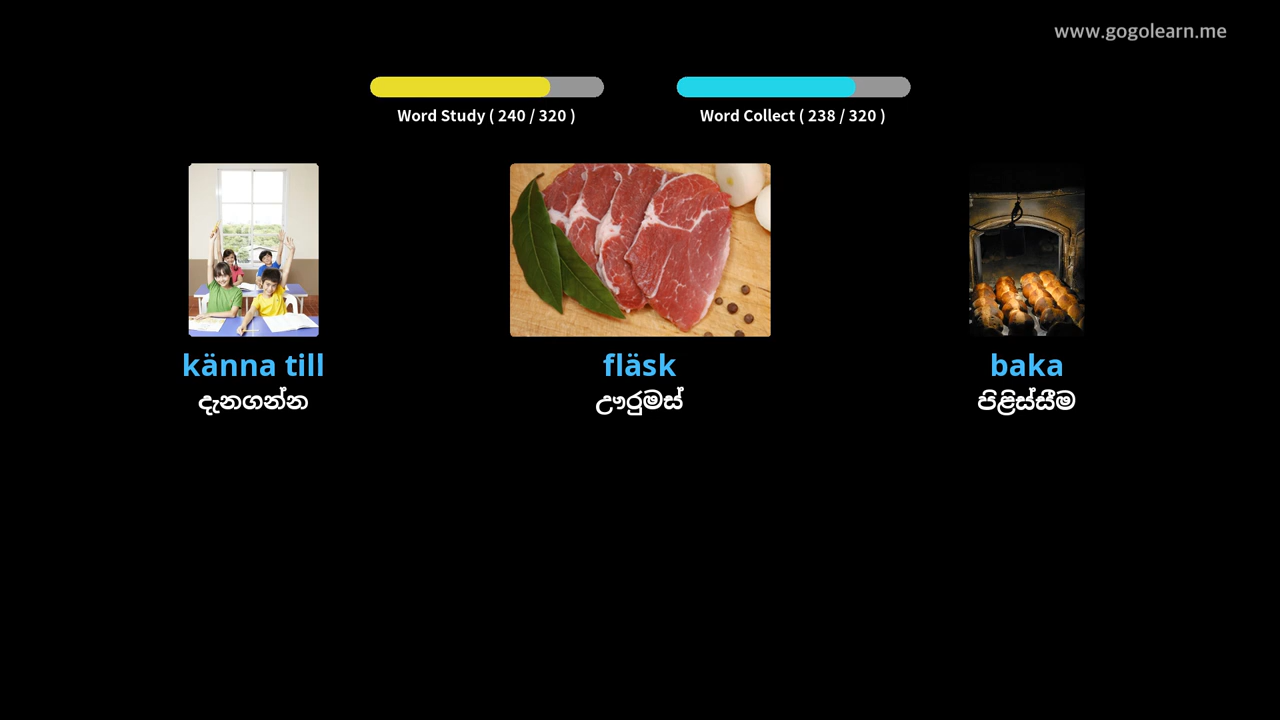 www.gogolearn.me
Word Study ( 240 / 320 )
Word Collect ( 238 / 320 )
känna till
දැනගන්න
fläsk
ඌරුමස්
baka
පිළිස්සීම